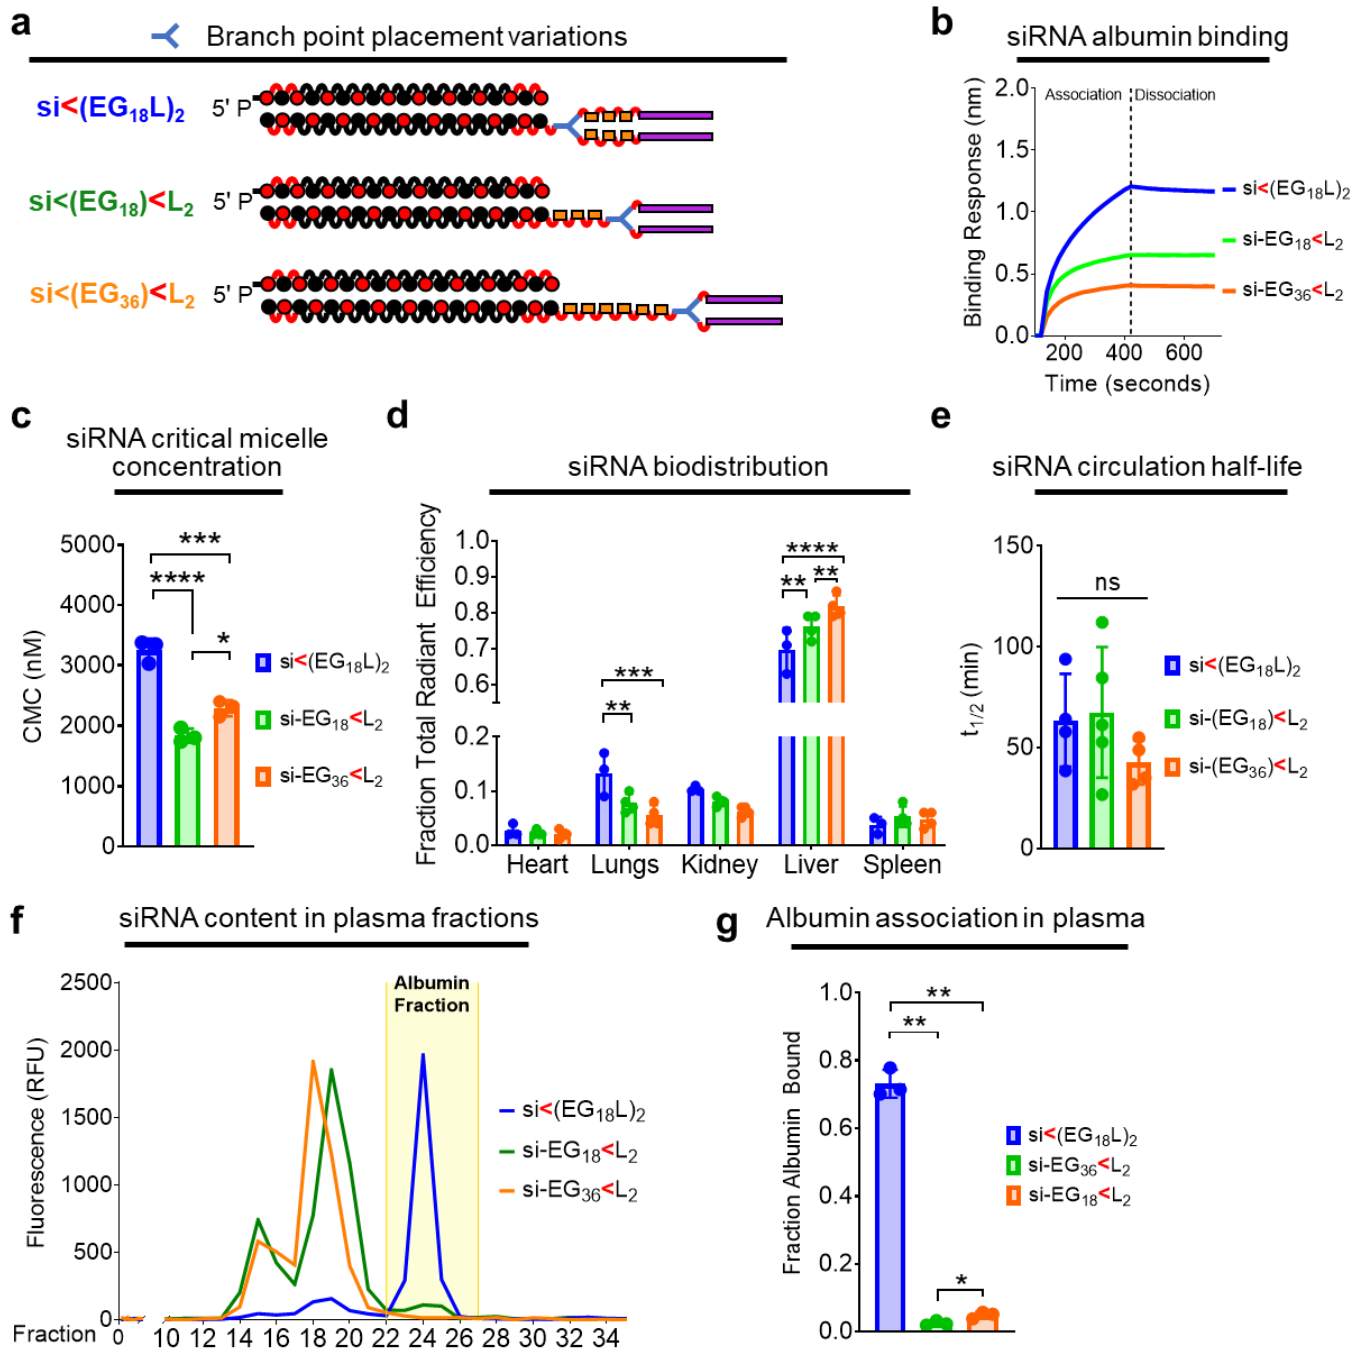 a
Branch point placement variations
si<(EG18L)2
5' P
si<(EG18)<L2
5' P
si<(EG36)<L2
5' P
b
siRNA albumin binding
Binding Response (nm)
2.0
1.5
1.0
0.5
0.0
Association
Dissociation
200 400 600
Time (seconds)
si<(EG18L)2
si-EG18<L2
si-EG36<L2
c
siRNA critical micelle
concentration
CMC (nM)
5000
4000
3000
2000
1000
0
***
****
*
si<(EG18L)2
si-EG18<L2
si-EG36<L2
d
siRNA biodistribution
Fraction Total Radiant Efficiency
1.0
0.9
0.8
0.7
0.6
0.2
0.1
0.0
***
**
****
**
**
Heart Lungs Kidney Liver Spleen
e
siRNA circulation half-life
t1/2 (min)
150
100
50
0
ns
si<(EG18L)2
si-(EG18)<L2
si-(EG36)<L2
f
siRNA content in plasma fractions
Fluorescence (RFU)
2500
2000
1500
1000
500
0
Albumin
Fraction
si<(EG18L)2
si-EG18<L2
si-EG36<L2
Fraction 0 10 12 14 16 18 20 22 24 26 28 30 32 34
g
Albumin association in plasma
Fraction Albumin Bound
1.0
0.8
0.6
0.4
0.2
0.0
**
**
*
si<(EG18L)2
si-EG36<L2
si-EG18<L2